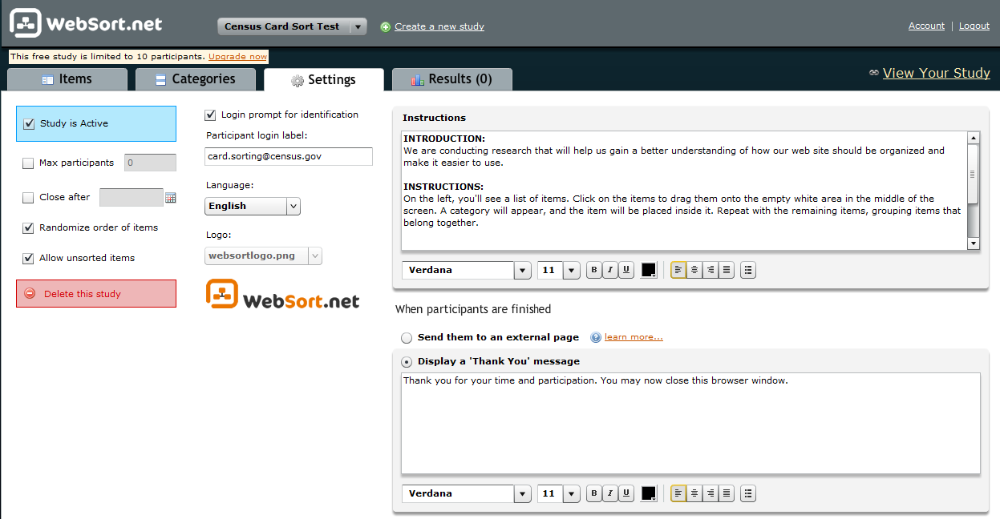 WebSort.net
Census Card Sort Test
Create a new study
Account | Logout
This free study is limited to 10 participants. Upgrade now
Items
Categories
Settings
Results (0)
View Your Study
Study is Active
Max participants 0
Close after
Randomize order of items
Allow unsorted items
Delete this study
Login prompt for identification
Participant login label:
card.sorting@census.gov
Language:
English
Logo:
websortlogo.png
WebSort.net
Instructions
INTRODUCTION:
We are conducting research that will help us gain a better understanding of how our web site should be organized and
make it easier to use.
INSTRUCTIONS:
On the left, you'll see a list of items. Click on the items to drag them onto the empty white area in the middle of the
screen. A category will appear, and the item will be placed inside it. Repeat with the remaining items, grouping items that
belong together.
Verdana 11 B I U
When participants are finished
Send them to an external page ? learn more...
Display a 'Thank You' message
Thank you for your time and participation. You may now close this browser window.
Verdana 11 B I U